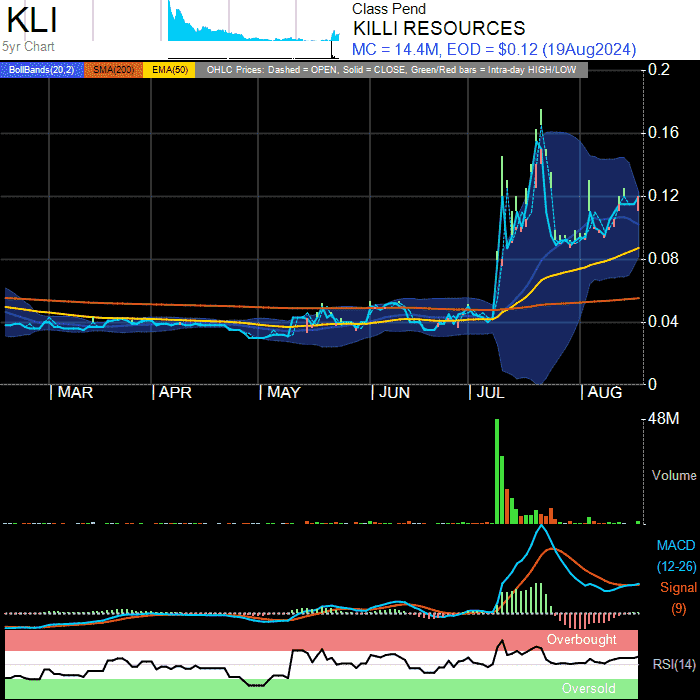 KLI
5yr Chart
Class Pend
KILLI RESOURCES
MC = 14.4M, EOD = $0.12 (19Aug2024)
BollBands(20,2) SMA(200) EMA(50) OHLC Prices: Dashed = OPEN, Solid = CLOSE, Green/Red bars = Intra-day HIGH/LOW
0.2
0.16
0.12
0.08
0.04
0
MAR APR MAY JUN JUL AUG
48M
Volume
MACD
(12-26)
Signal
(9)
Overbought
RSI(14)
Oversold